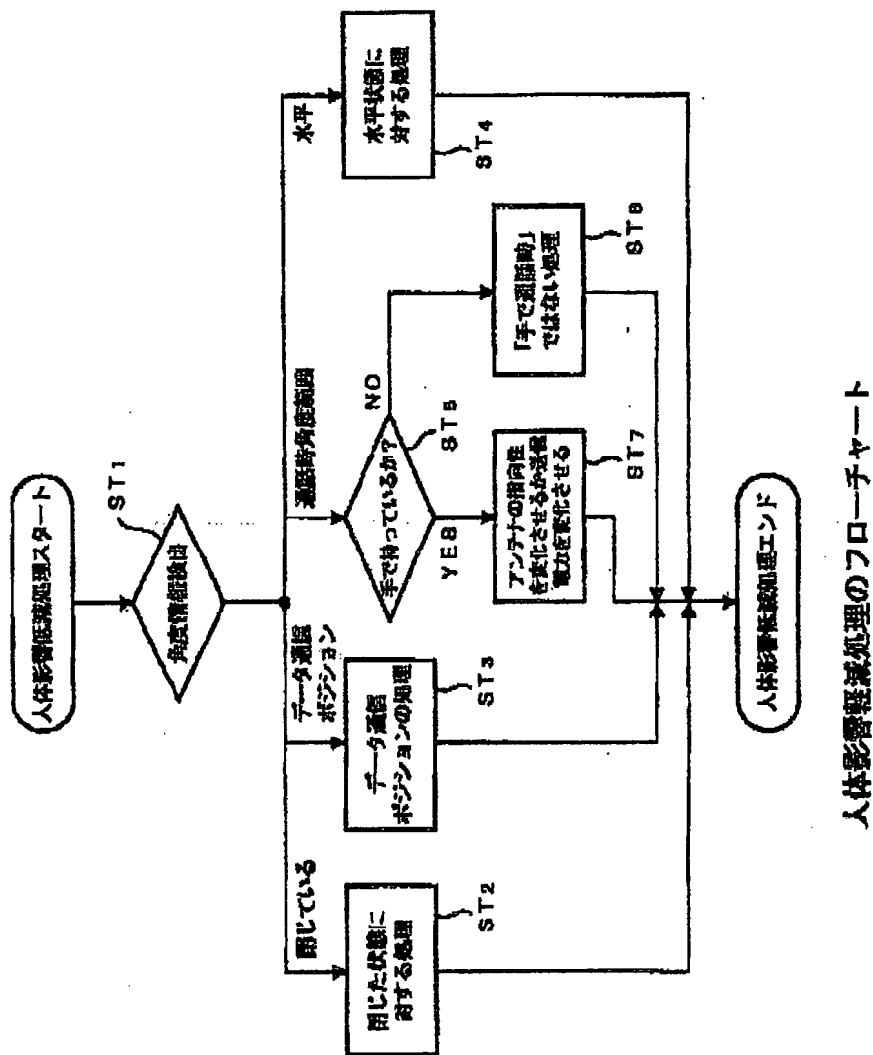 人体影響低減処理スタート
ST1
角度情報検出
閉じている
データ通信
ポジション
通話時角度範囲
水平
閉じた状態に
対する処理
ST2
データ通信
ポジションの処理
ST3
手で持っているか?
ST5
YES
NO
水平状態に
対する処理
ST4
アンテナの指向性
を変化させるか送信
電力を変化させる
ST7
「手で通話時」
ではない処理
人体影響低減処理エンド
人体影響軽減処理のフローチャート